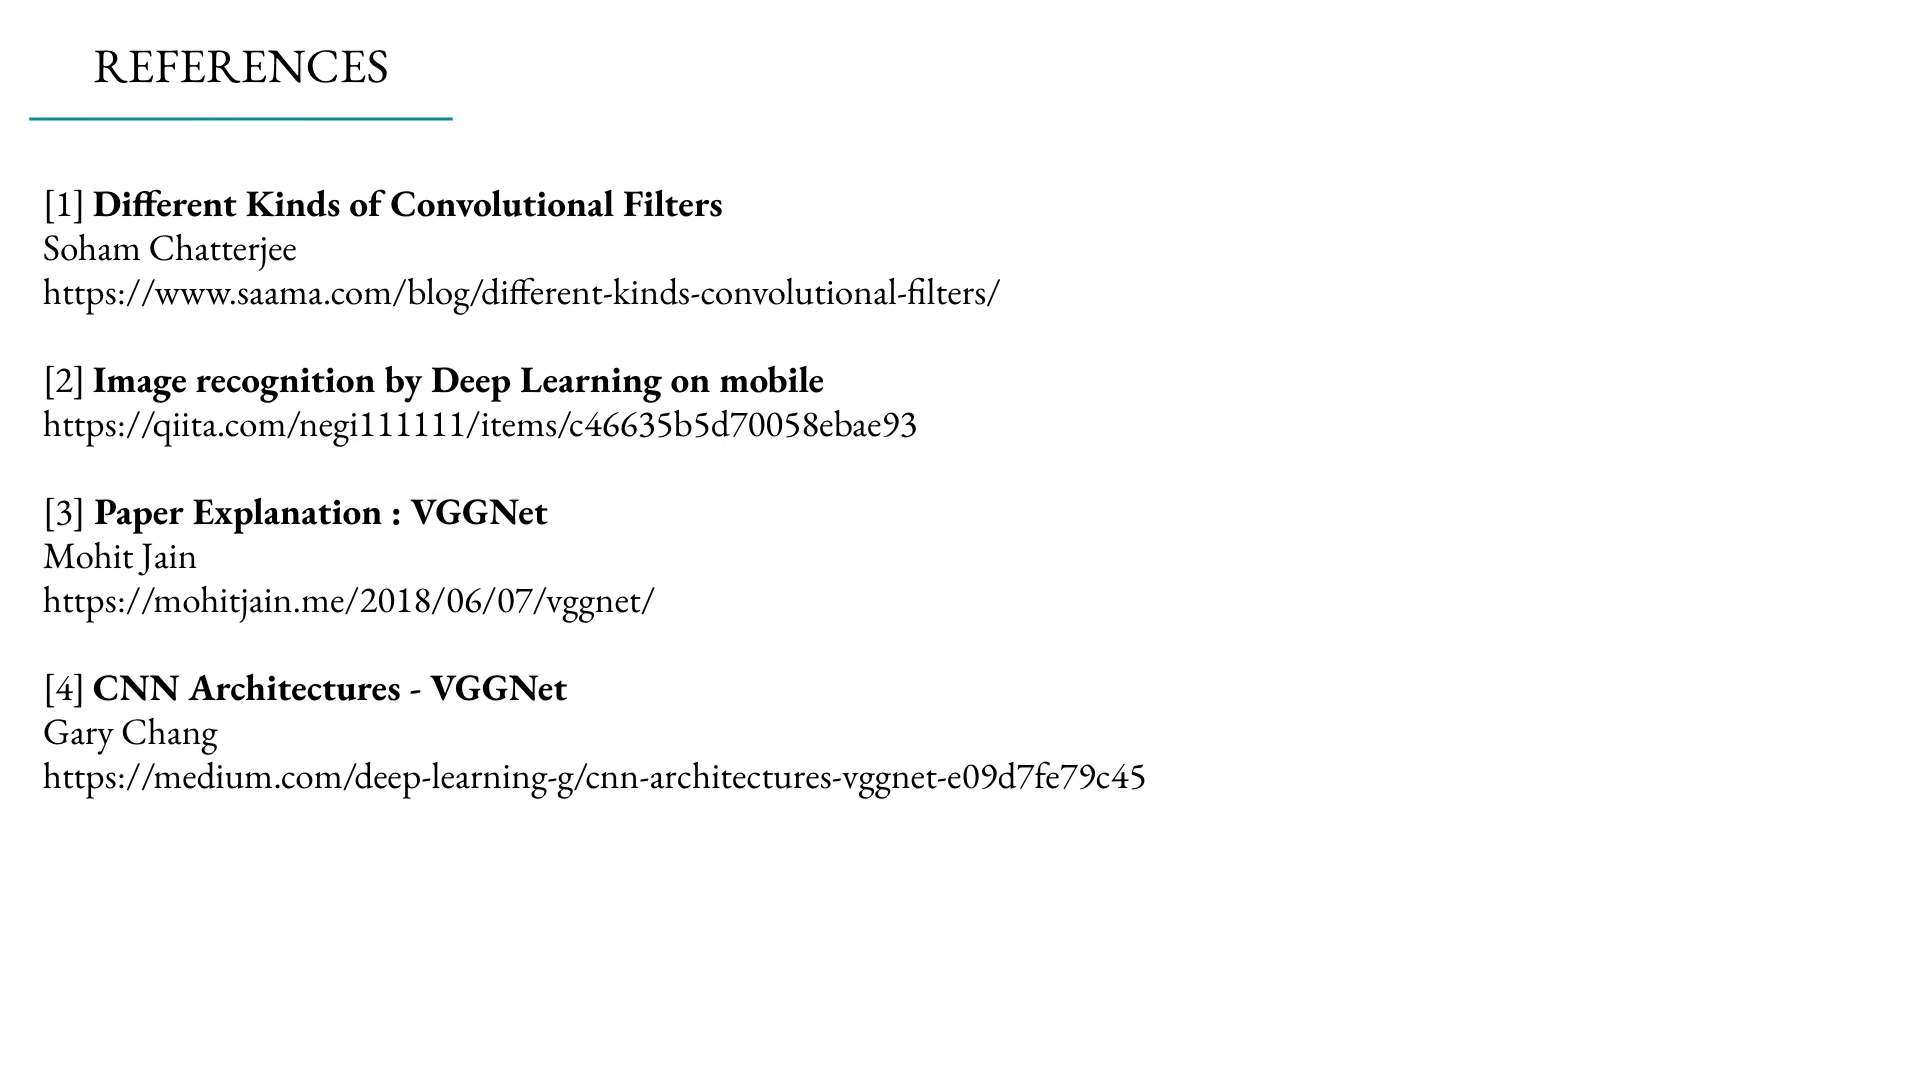 REFERENCES
[1] Different Kinds of Convolutional Filters
Soham Chatterjee
https://www.saama.com/blog/different-kinds-convolutional-filters/
[2] Image recognition by Deep Learning on mobile
https://qiita.com/negi111111/items/c46635b5d70058ebae93
[3] Paper Explanation : VGGNet
Mohit Jain
https://mohitjain.me/2018/06/07/vggnet/
[4] CNN Architectures - VGGNet
Gary Chang
https://medium.com/deep-learning-g/cnn-architectures-vggnet-e09d7fe79c45